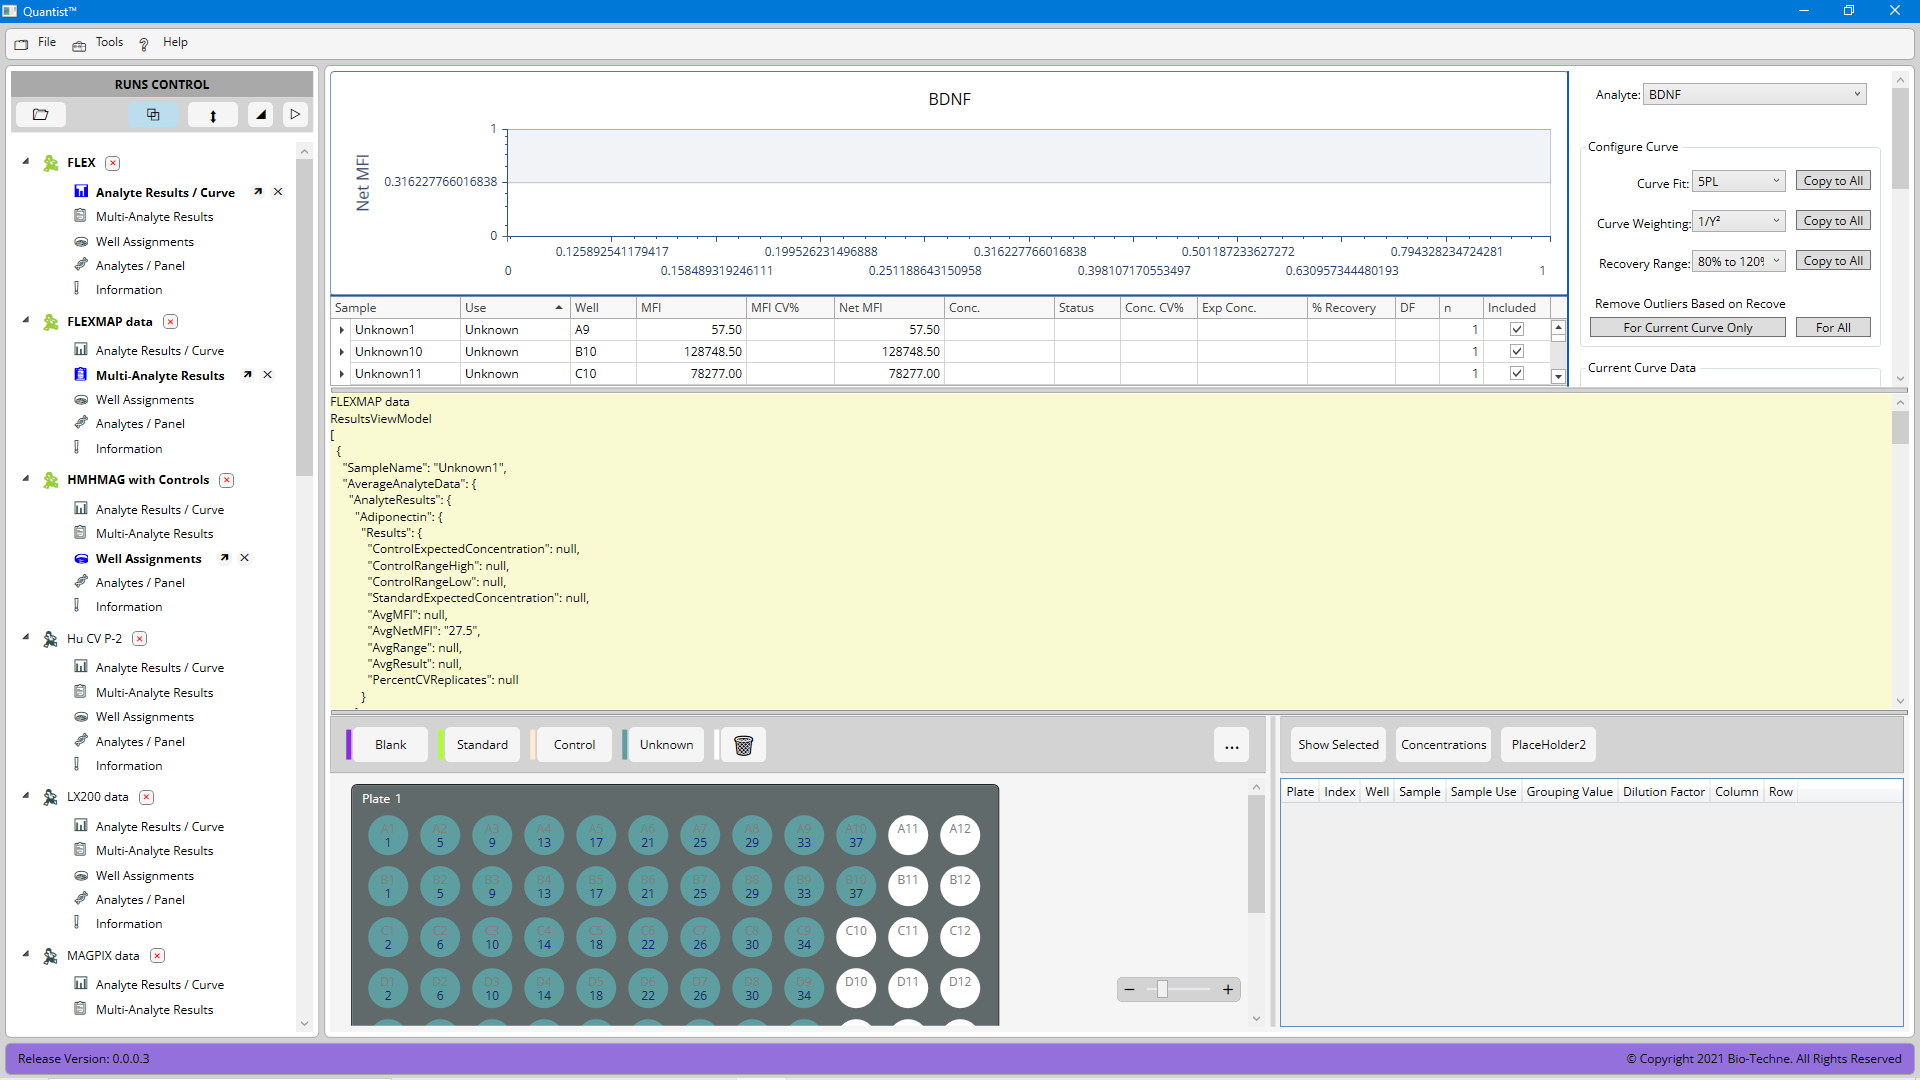 Quantist™
File Tools Help
RUNS CONTROL
FLEX
Analyte Results / Curve
Multi-Analyte Results
Well Assignments
Analytes / Panel
Information
FLEXMAP data
Analyte Results / Curve
Multi-Analyte Results
Well Assignments
Analytes / Panel
Information
HMHMAG with Controls
Analyte Results / Curve
Multi-Analyte Results
Well Assignments
Analytes / Panel
Information
Hu CV P-2
Analyte Results / Curve
Multi-Analyte Results
Well Assignments
Analytes / Panel
Information
LX200 data
Analyte Results / Curve
Multi-Analyte Results
Well Assignments
Analytes / Panel
Information
MAGPIX data
Analyte Results / Curve
Multi-Analyte Results
BDNF
Net MFI
1
0.316227766016838
0
0.125892541179417 0.199526231496888 0.316227766016838 0.501187233627272 0.794328234724281
0 0.158489319246111 0.251188643150958 0.398107170553497 0.630957344480193 1
Sample Use Well MFI MFI CV% Net MFI Conc. Status Conc. CV% Exp Conc. % Recovery DF n Included
Unknown1 Unknown A9 57.50 57.50 1
Unknown10 Unknown B10 128748.50 128748.50 1
Unknown11 Unknown C10 78277.00 78277.00 1
Analyte: BDNF
Configure Curve
Curve Fit: 5PL Copy to All
Curve Weighting: 1/Y² Copy to All
Recovery Range: 80% to 120% Copy to All
Remove Outliers Based on Recove
For Current Curve Only For All
Current Curve Data
FLEXMAP data
ResultsViewModel
[
{
"SampleName": "Unknown1",
"AverageAnalyteData": {
"AnalyteResults": {
"Adiponectin": {
"Results": {
"ControlExpectedConcentration": null,
"ControlRangeHigh": null,
"ControlRangeLow": null,
"StandardExpectedConcentration": null,
"AvgMFI": null,
"AvgNetMFI": "27.5",
"AvgRange": null,
"AvgResult": null,
"PercentCVReplicates": null
}
Blank Standard Control Unknown ...
Plate 1
A1 A2 A3 A4 A5 A6 A7 A8 A9 A10 A11 A12
1 5 9 13 17 21 25 29 33 37
B1 B2 B3 B4 B5 B6 B7 B8 B9 B10 B11 B12
1 5 9 13 17 21 25 29 33 37
C1 C2 C3 C4 C5 C6 C7 C8 C9 C10 C11 C12
2 6 10 14 18 22 26 30 34
D1 D2 D3 D4 D5 D6 D7 D8 D9 D10 D11 D12
2 6 10 14 18 22 26 30 34
Show Selected Concentrations PlaceHolder2
Plate Index Well Sample Sample Use Grouping Value Dilution Factor Column Row
Release Version: 0.0.0.3
© Copyright 2021 Bio-Techne. All Rights Reserved